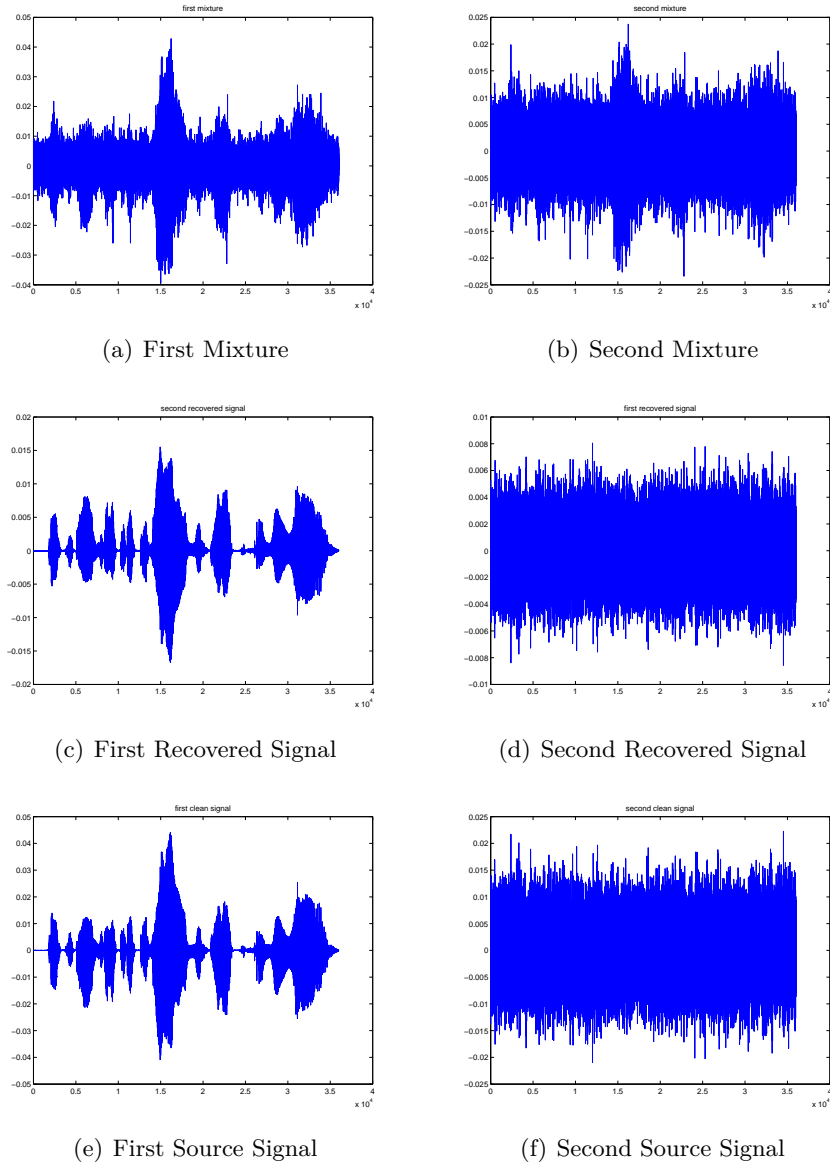 first mixture
0.05
0.04
0.03
0.02
0.01
0
−0.01
−0.02
−0.03
−0.04
0 0.5 1 1.5 2 2.5 3 3.5 4
x 10^4
(a) First Mixture
second mixture
0.025
0.02
0.015
0.01
0.005
0
−0.005
−0.01
−0.015
−0.02
−0.025
0 0.5 1 1.5 2 2.5 3 3.5 4
x 10^4
(b) Second Mixture
second recovered signal
0.02
0.015
0.01
0.005
0
−0.005
−0.01
−0.015
−0.02
0 0.5 1 1.5 2 2.5 3 3.5 4
x 10^4
(c) First Recovered Signal
first recovered signal
0.01
0.008
0.006
0.004
0.002
0
−0.002
−0.004
−0.006
−0.008
−0.01
0 0.5 1 1.5 2 2.5 3 3.5 4
x 10^4
(d) Second Recovered Signal
first clean signal
0.05
0.04
0.03
0.02
0.01
0
−0.01
−0.02
−0.03
−0.04
−0.05
0 0.5 1 1.5 2 2.5 3 3.5 4
x 10^4
(e) First Source Signal
second clean signal
0.025
0.02
0.015
0.01
0.005
0
−0.005
−0.01
−0.015
−0.02
−0.025
0 0.5 1 1.5 2 2.5 3 3.5 4
x 10^4
(f) Second Source Signal